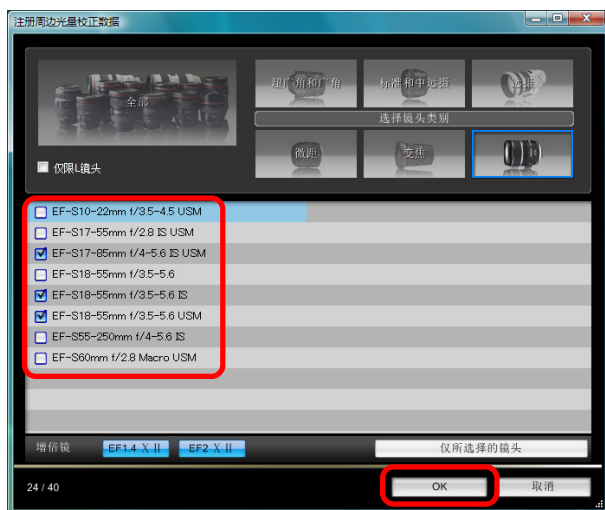 注册周边光量校正数据
全部
超广角和广角
标准和中远摄
远摄
选择镜头类别
仅限L镜头
微距
变焦
EF-S10-22mm f/3.5-4.5 USM
EF-S17-55mm f/2.8 IS USM
EF-S17-85mm f/4-5.6 IS USM
EF-S18-55mm f/3.5-5.6
EF-S18-55mm f/3.5-5.6 IS
EF-S18-55mm f/3.5-5.6 USM
EF-S55-250mm f/4-5.6 IS
EF-S60mm f/2.8 Macro USM
增倍镜 EF1.4 X II EF2 X II 仅所选择的镜头
24 / 40 OK 取消